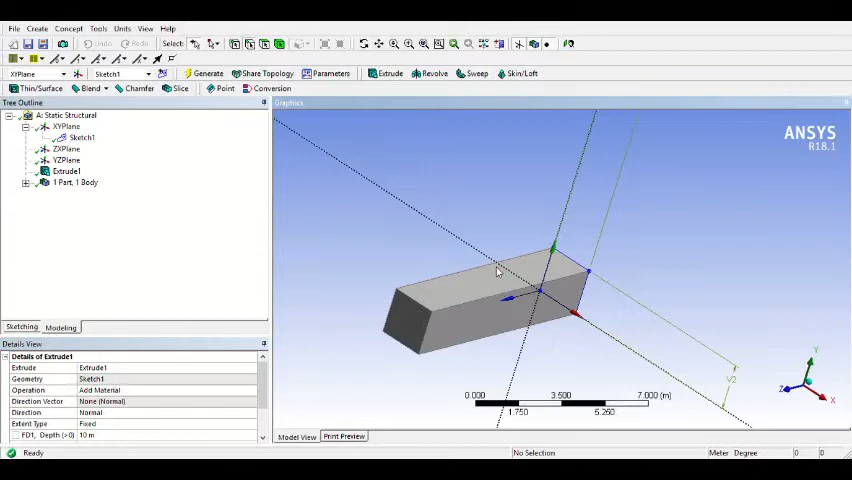 File Create Concept Tools Units View Help
Undo Redo Select:
XYPlane Sketch1 Generate Share Topology Parameters Extrude Revolve Sweep Skin/Loft
Thin/Surface Blend Chamfer Slice Point Conversion
Tree Outline
A: Static Structural
XYPlane
Sketch1
ZXPlane
YZPlane
Extrude1
1 Part, 1 Body
Sketching Modeling
Details View
Details of Extrude1
Extrude Extrude1
Geometry Sketch1
Operation Add Material
Direction Vector None (Normal)
Direction Normal
Extent Type Fixed
FD1, Depth (>0) 10 m
Graphics
ANSYS
R18.1
V2
0.000 3.500 7.000 (m)
1.750 5.250
Y
Z
X
Model View Print Preview
Ready No Selection Meter Degree 0 0